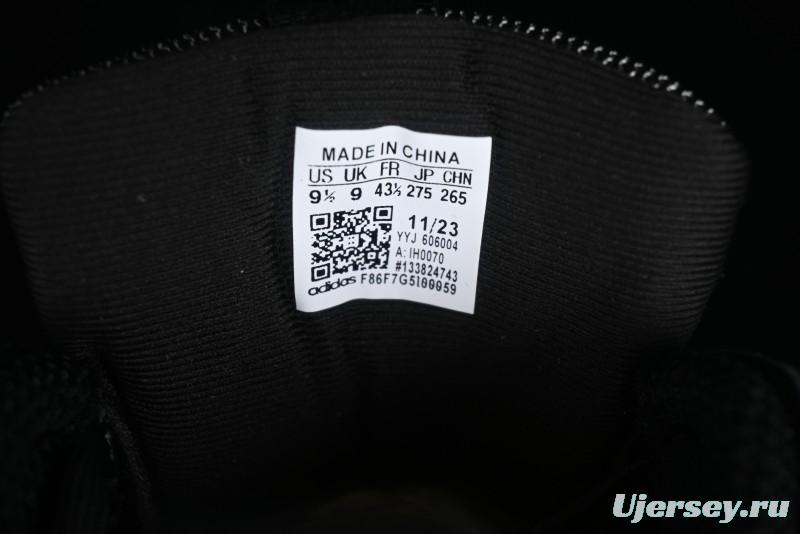 MADE IN CHINA
US UK FR JP CHN
9½ 9 43⅓ 275 265
11/23
YYJ 606004
A: IH0070
#133824743
adidas F86F7G5I00059
Ujersey.ru